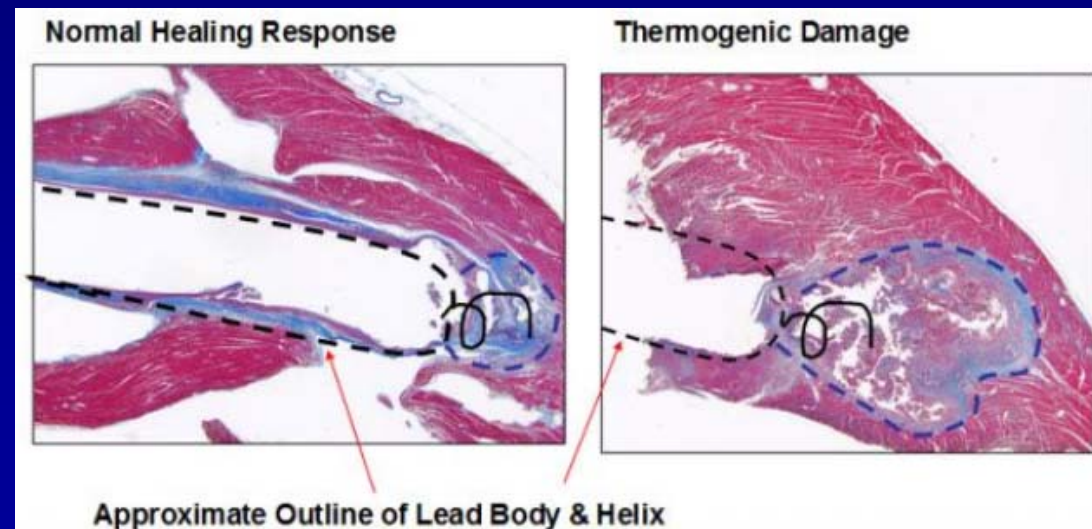 Normal Healing Response
Thermogenic Damage
Approximate Outline of Lead Body & Helix